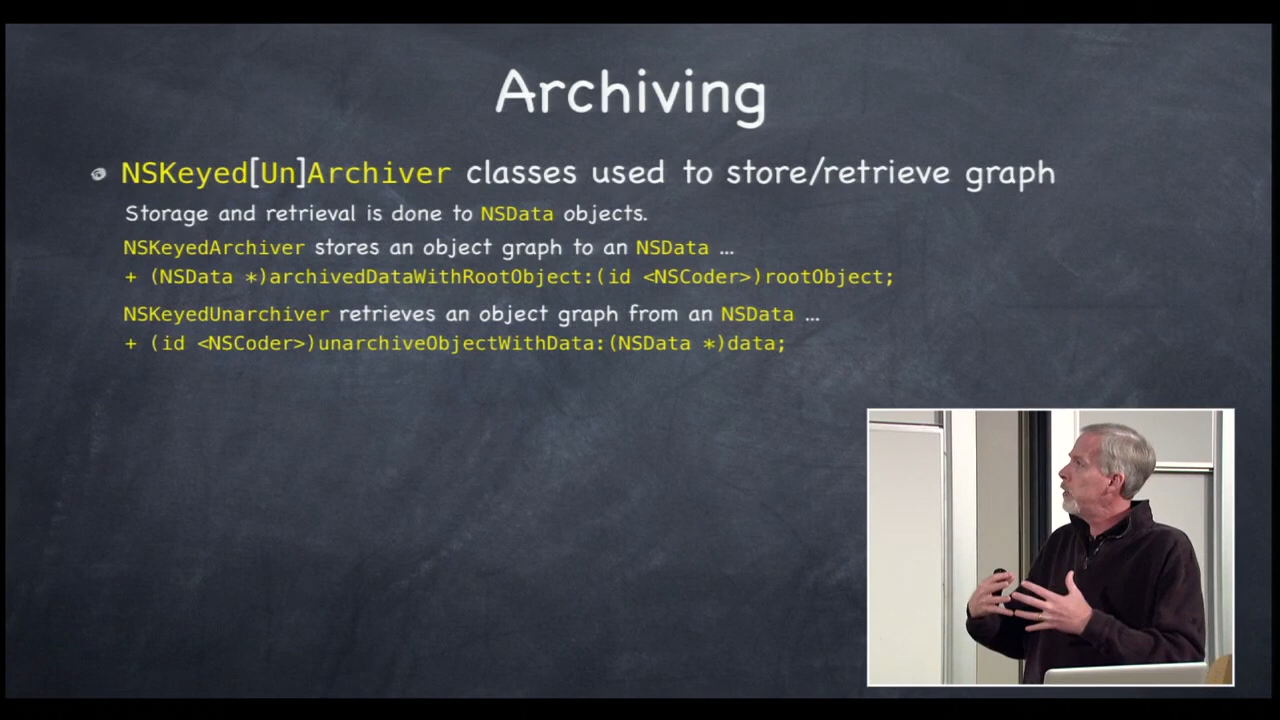 Archiving
NSKeyed[Un]Archiver classes used to store/retrieve graph
Storage and retrieval is done to NSData objects.
NSKeyedArchiver stores an object graph to an NSData ...
+ (NSData *)archivedDataWithRootObject:(id <NSCoder>)rootObject;
NSKeyedUnarchiver retrieves an object graph from an NSData ...
+ (id <NSCoder>)unarchiveObjectWithData:(NSData *)data;